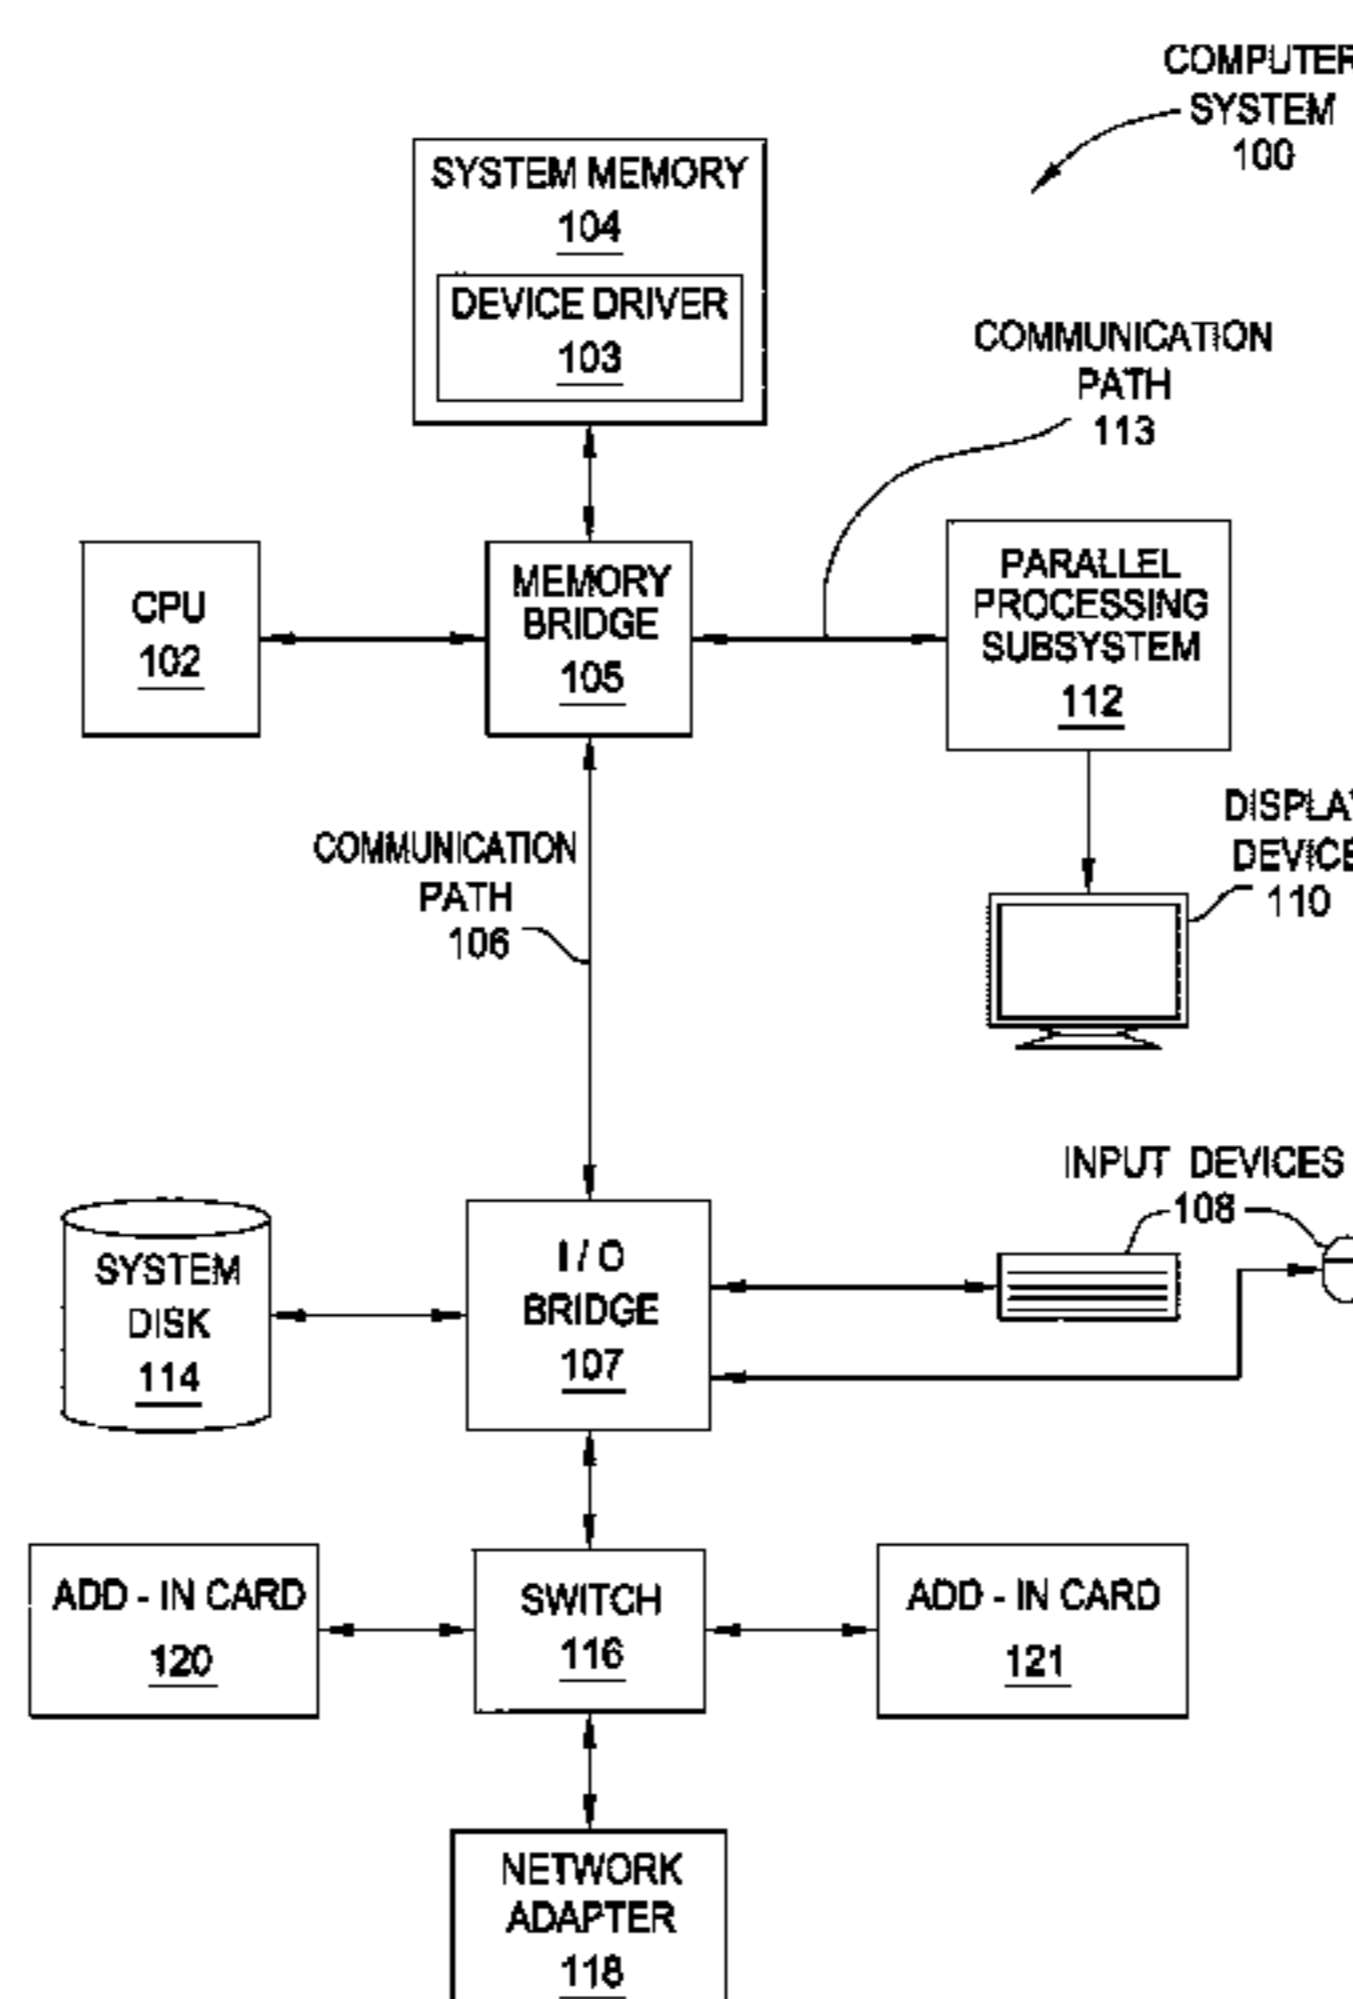 COMPUTER
SYSTEM
100
SYSTEM MEMORY
104
DEVICE DRIVER
103
COMMUNICATION
PATH
113
CPU
102
MEMORY
BRIDGE
105
PARALLEL
PROCESSING
SUBSYSTEM
112
COMMUNICATION
PATH
106
DISPLAY
DEVICE
110
INPUT DEVICES
108
SYSTEM
DISK
114
I / O
BRIDGE
107
ADD - IN CARD
120
SWITCH
116
ADD - IN CARD
121
NETWORK
ADAPTER
118